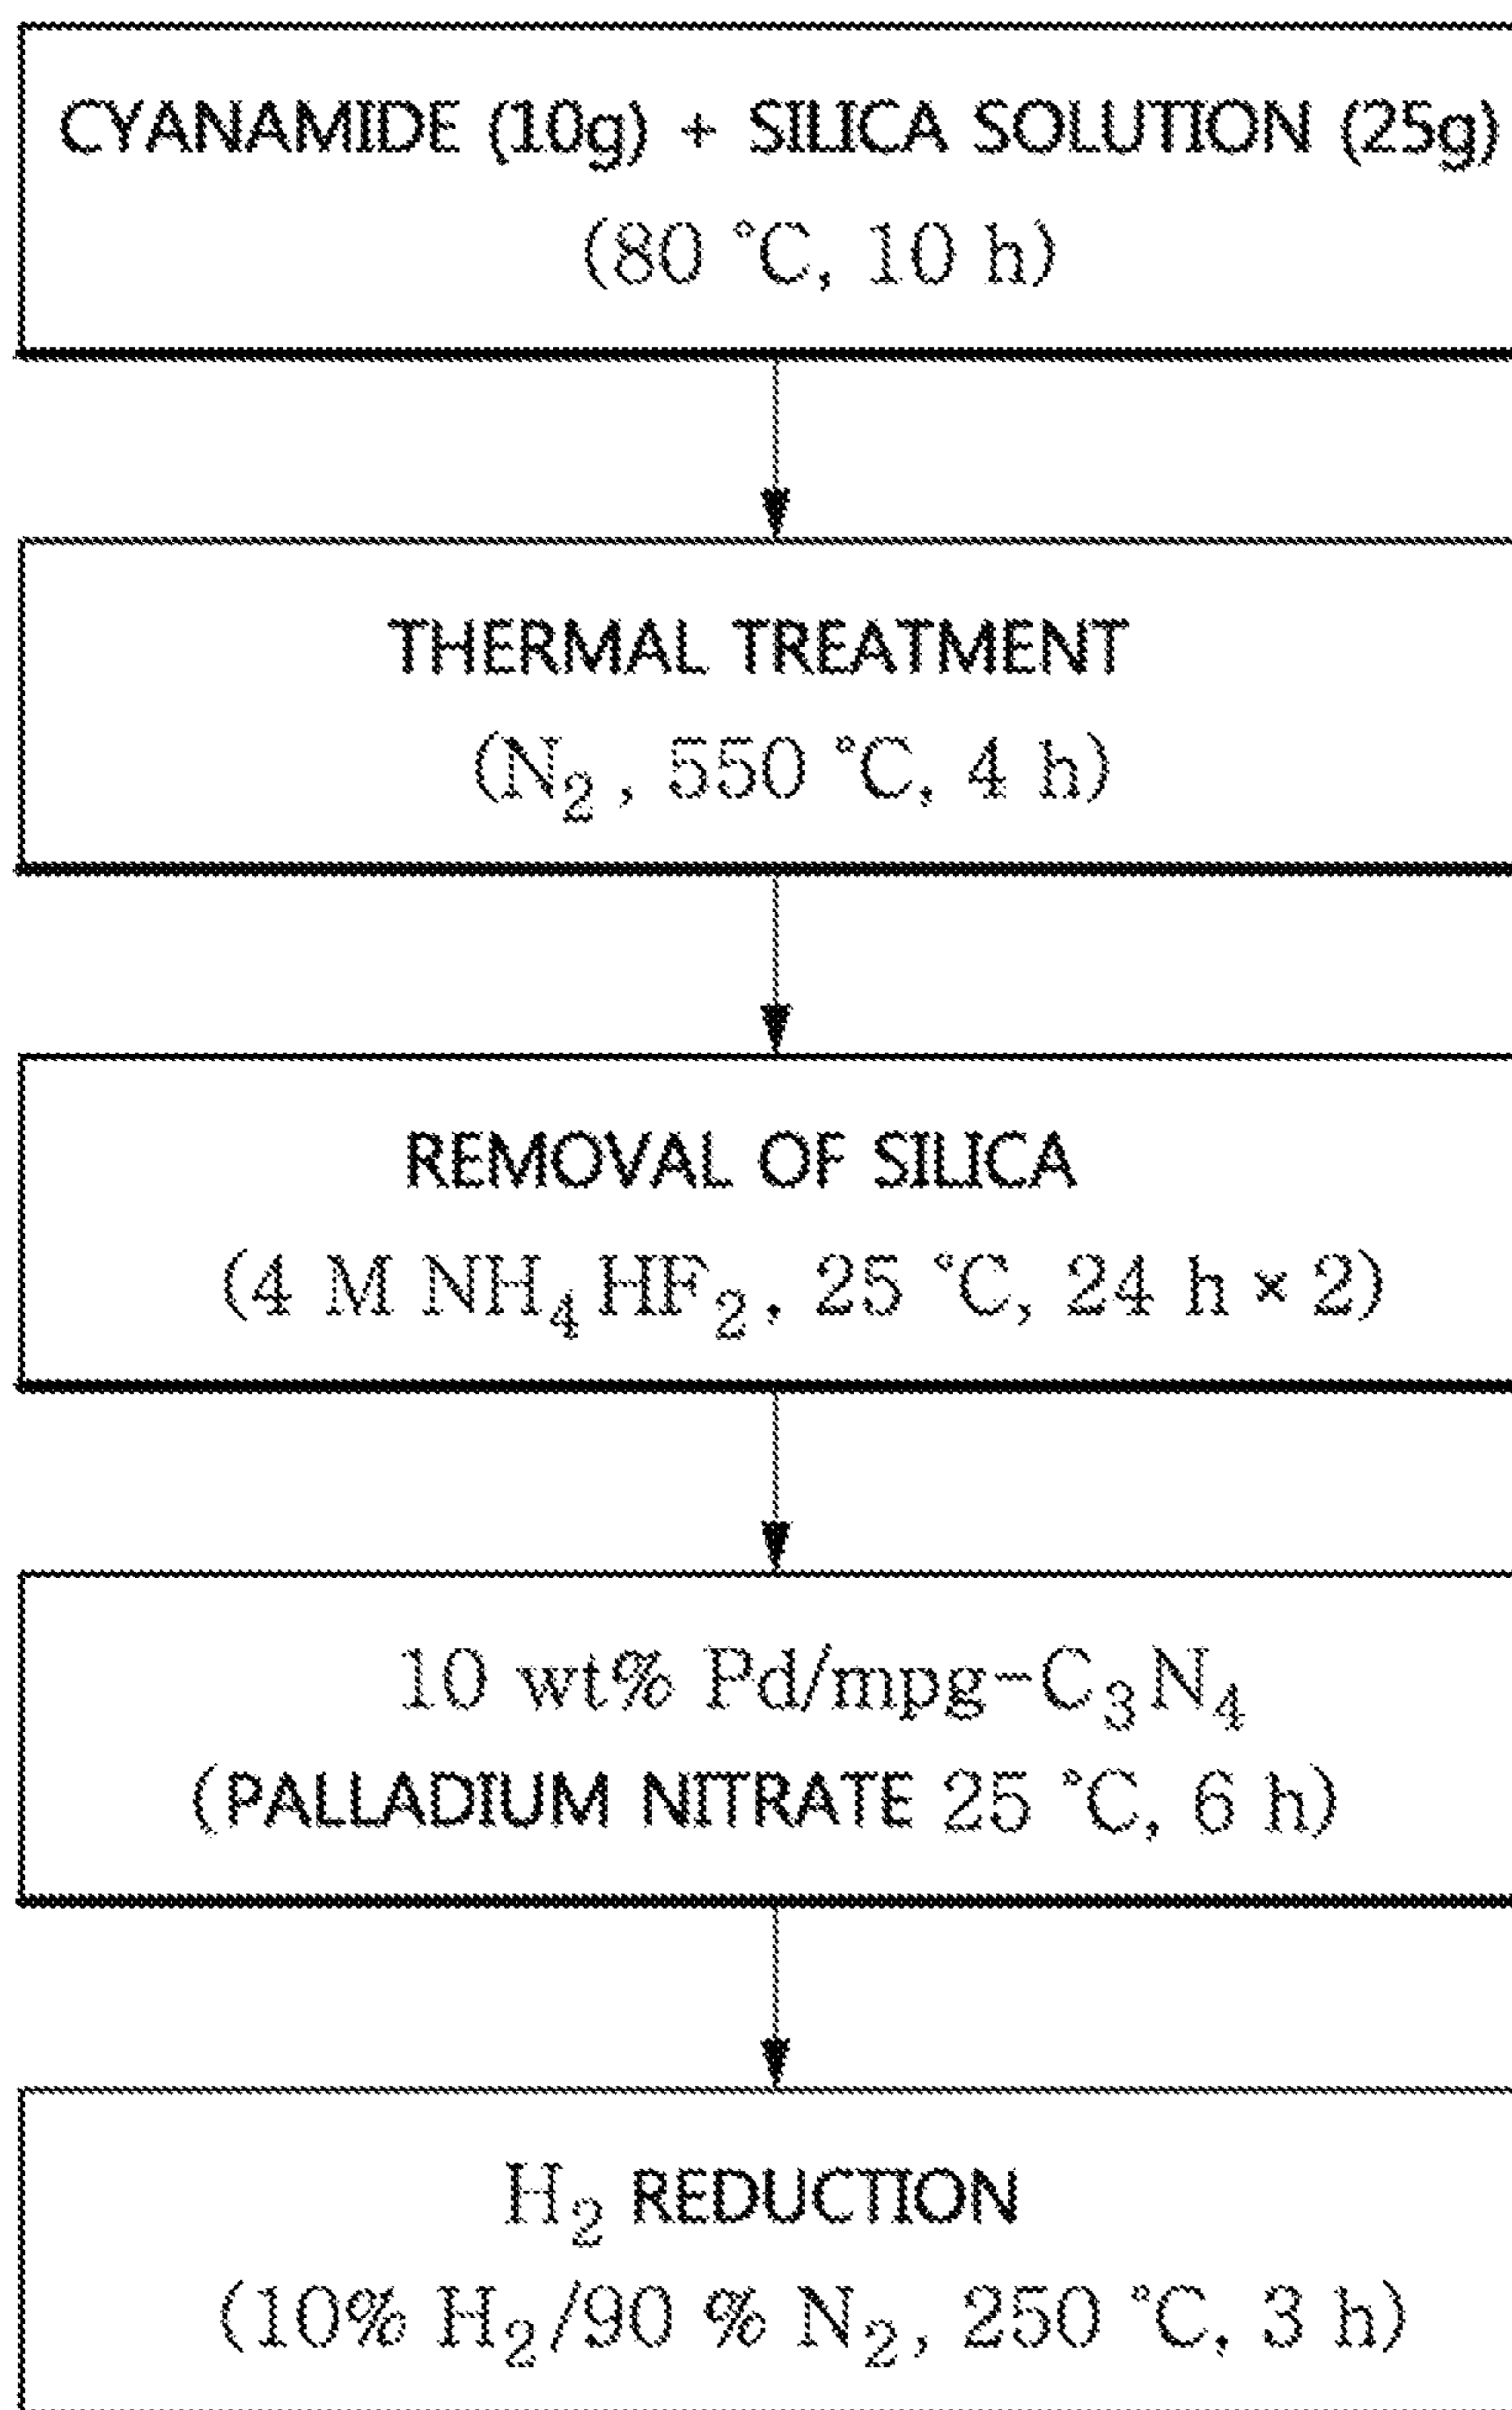 CYANAMIDE (10g) + SILICA SOLUTION (25g)
(80 °C, 10 h)
THERMAL TREATMENT
(N₂, 550 °C, 4 h)
REMOVAL OF SILICA
(4 M NH₄HF₂, 25 °C, 24 h × 2)
10 wt% Pd/mpg-C₃N₄
(PALLADIUM NITRATE 25 °C, 6 h)
H₂ REDUCTION
(10% H₂/90 % N₂, 250 °C, 3 h)